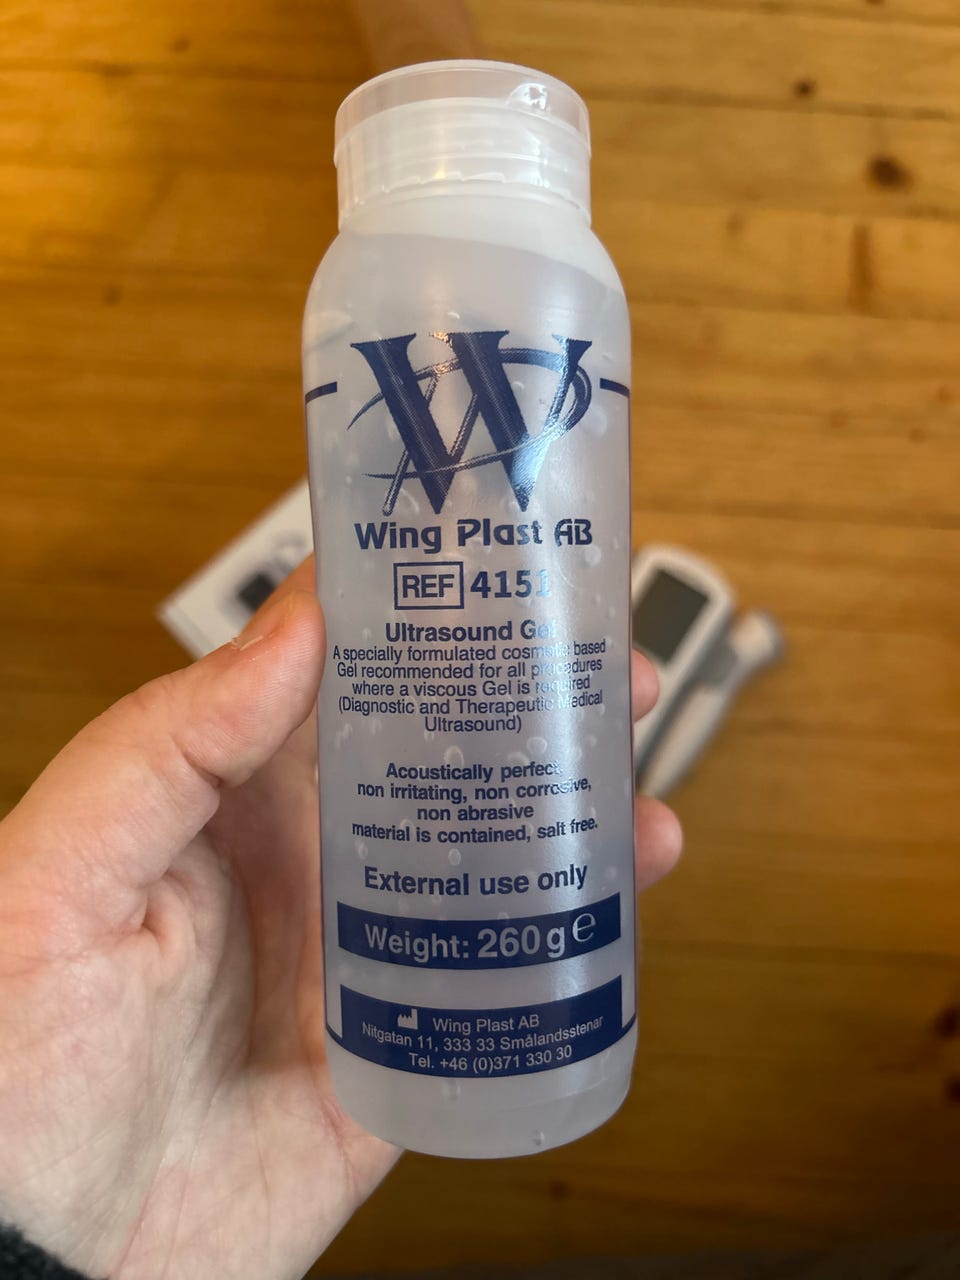 W
Wing Plast AB
REF 4151
Ultrasound Gel
A specially formulated cosmetic based
Gel recommended for all procedures
where a viscous Gel is required
(Diagnostic and Therapeutic Medical
Ultrasound)
Acoustically perfect,
non irritating, non corrosive,
non abrasive
material is contained, salt free.
External use only
Weight: 260 g ℮
Wing Plast AB
Nitgatan 11, 333 33 Smålandsstenar
Tel. +46 (0)371 330 30